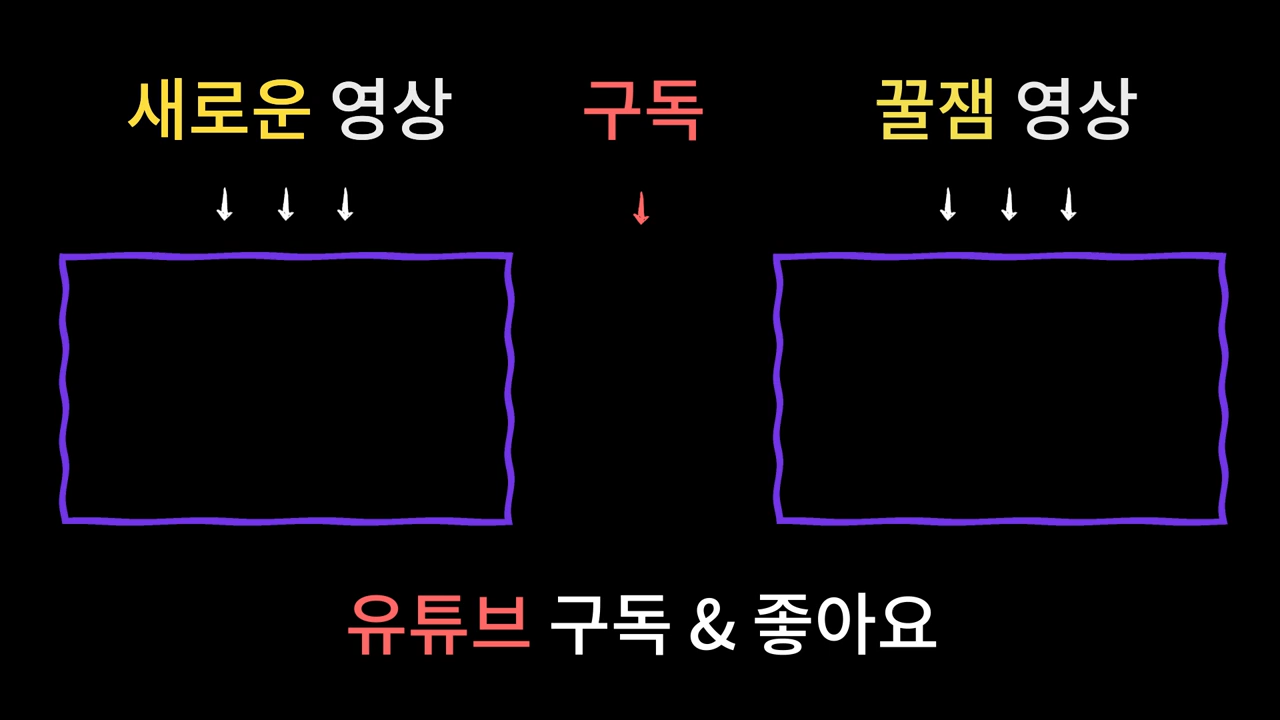 새로운 영상
구독
꿀잼 영상
유튜브 구독 & 좋아요